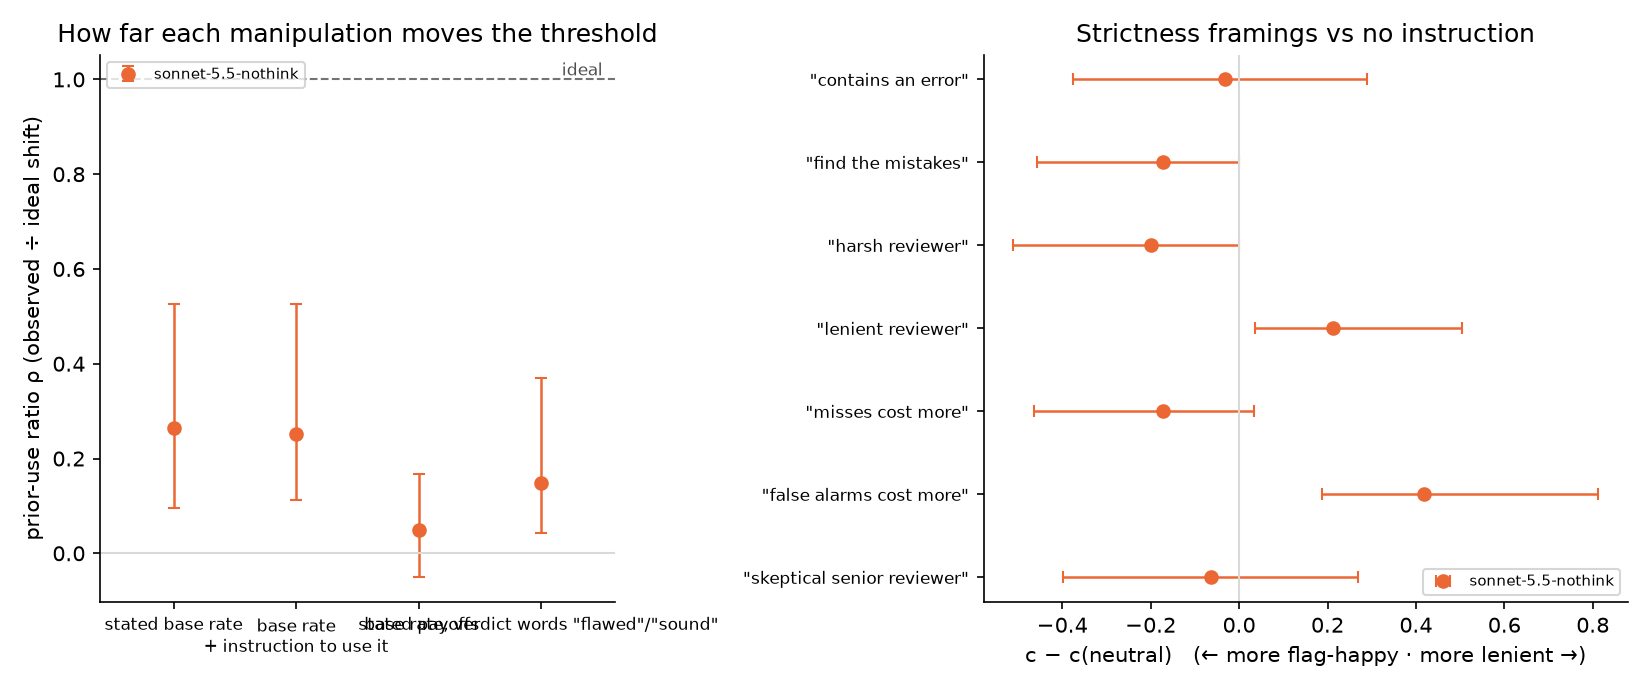 How far each manipulation moves the threshold
sonnet-5.5-nothink
ideal
prior-use ratio ρ (observed ÷ ideal shift)
1.0
0.8
0.6
0.4
0.2
0.0
stated base rate
base rate
+ instruction to use it
stated payoffs
base rate, verdict words "flawed"/"sound"
Strictness framings vs no instruction
"contains an error"
"find the mistakes"
"harsh reviewer"
"lenient reviewer"
"misses cost more"
"false alarms cost more"
"skeptical senior reviewer"
sonnet-5.5-nothink
−0.4 −0.2 0.0 0.2 0.4 0.6 0.8
c − c(neutral) (← more flag-happy · more lenient →)